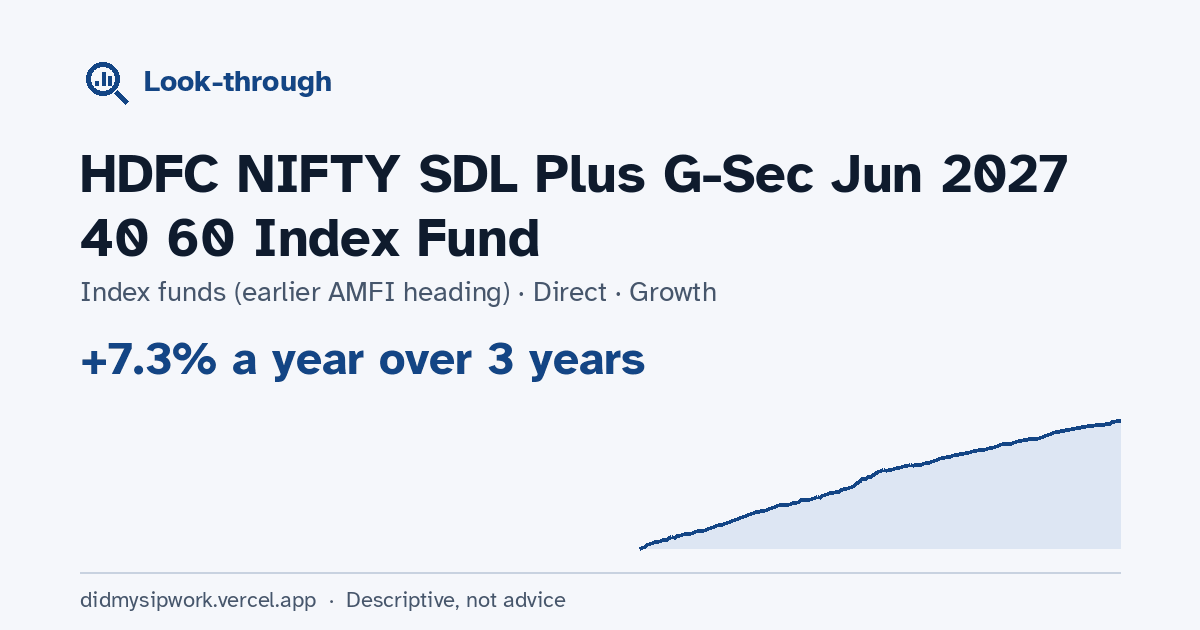 Look-through
HDFC NIFTY SDL Plus G-Sec Jun 2027
40 60 Index Fund
Index funds (earlier AMFI heading) · Direct · Growth
+7.3% a year over 3 years
didmysipwork.vercel.app · Descriptive, not advice